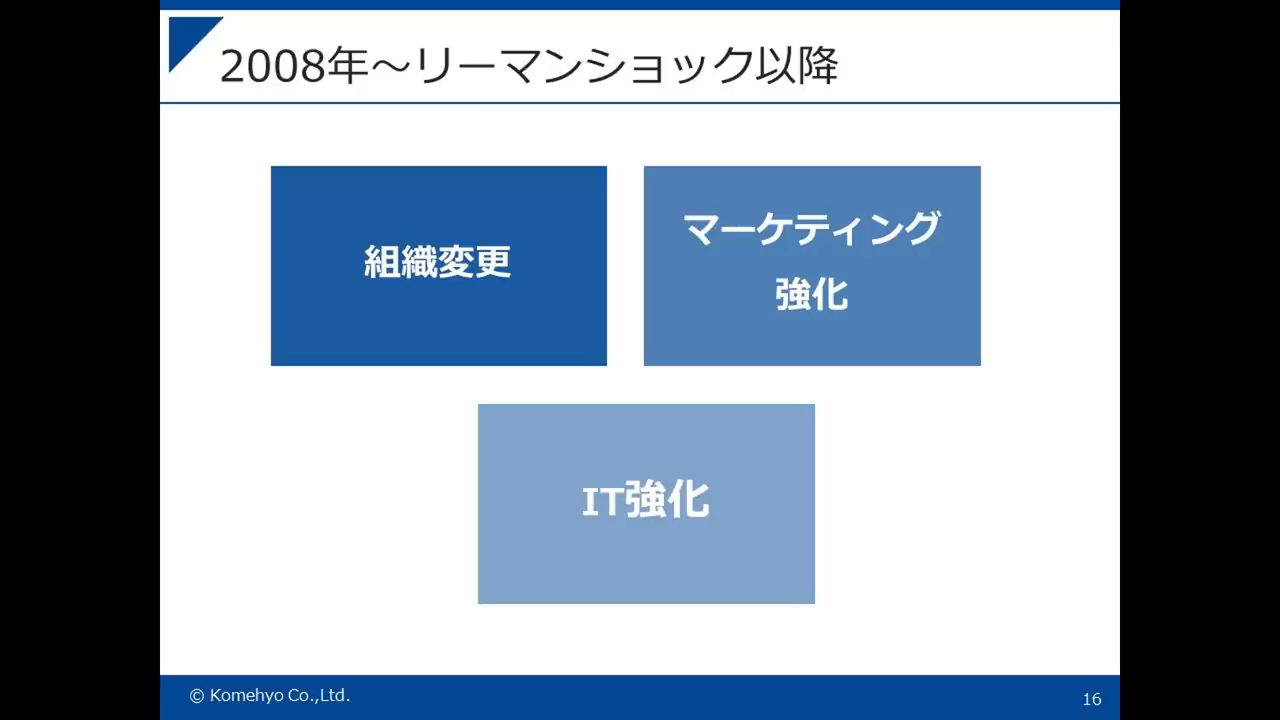 2008年～リーマンショック以降
組織変更
マーケティング
強化
IT強化
© Komehyo Co.,Ltd.
16